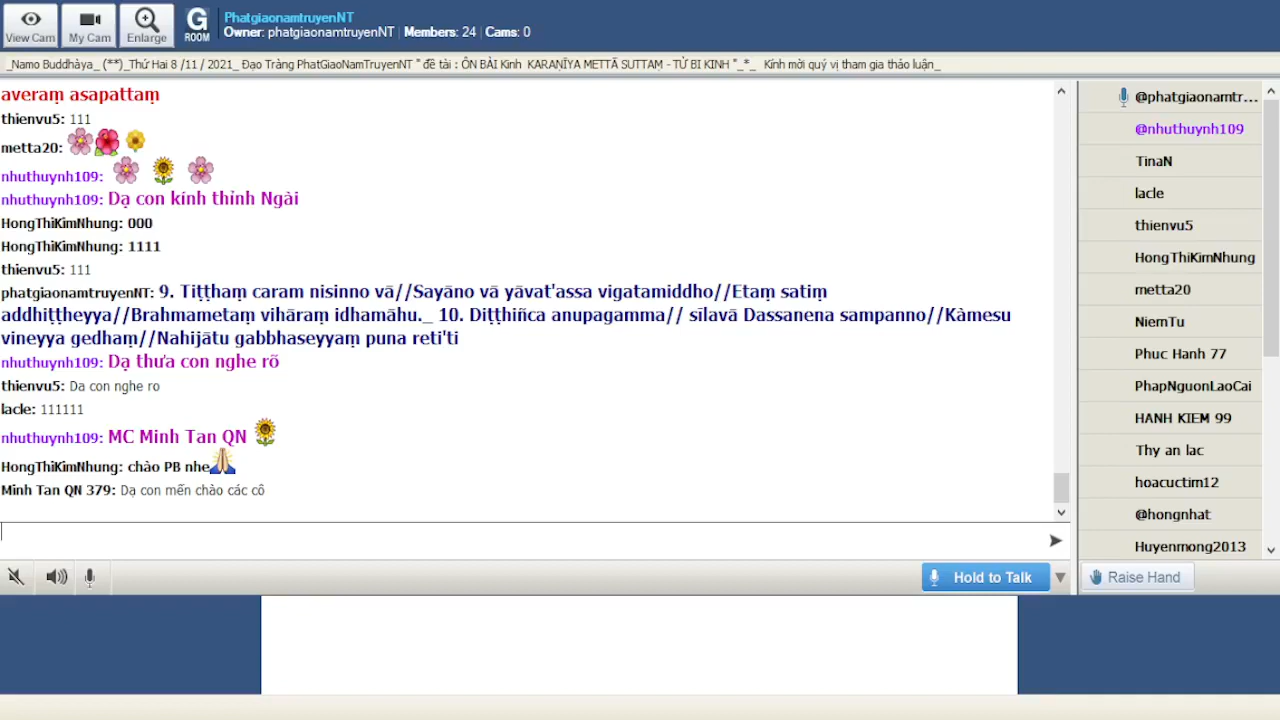 View Cam
My Cam
Enlarge
G
ROOM
PhatgiaonamtruyenNT
Owner: phatgiaonamtruyenNT | Members: 24 | Cams: 0
_Namo Buddhàya_ (**)_Thứ Hai 8 /11 / 2021_ Đạo Tràng PhatGiaoNamTruyenNT " đề tài : ÔN BÀI Kinh KARAṆĪYA METTĀ SUTTAṂ - TỪ BI KINH "_*_ Kính mời quý vị tham gia thảo luận_
averaṃ asapattaṃ
thienvu5: 111
metta20:
nhuthuynh109:
nhuthuynh109: Dạ con kính thỉnh Ngài
HongThiKimNhung: 000
HongThiKimNhung: 1111
thienvu5: 111
phatgiaonamtruyenNT: 9. Tiṭṭhaṃ caram nisinno vā//Sayāno vā yāvat'assa vigatamiddho//Etaṃ satiṃ
addhiṭṭheyya//Brahmametaṃ vihāraṃ idhamāhu._ 10. Diṭṭhiñca anupagamma// sīlavā Dassanena sampanno//Kàmesu
vineyya gedhaṃ//Nahijātu gabbhaseyyaṃ puna reti'ti
nhuthuynh109: Dạ thưa con nghe rõ
thienvu5: Da con nghe ro
lacle: 111111
nhuthuynh109: MC Minh Tan QN
HongThiKimNhung: chào PB nhe
Minh Tan QN 379: Dạ con mến chào các cô
Hold to Talk
@phatgiaonamtr...
@nhuthuynh109
TinaN
lacle
thienvu5
HongThiKimNhung
metta20
NiemTu
Phuc Hanh 77
PhapNguonLaoCai
HANH KIEM 99
Thy an lac
hoacuctim12
@hongnhat
Huyenmong2013
Raise Hand